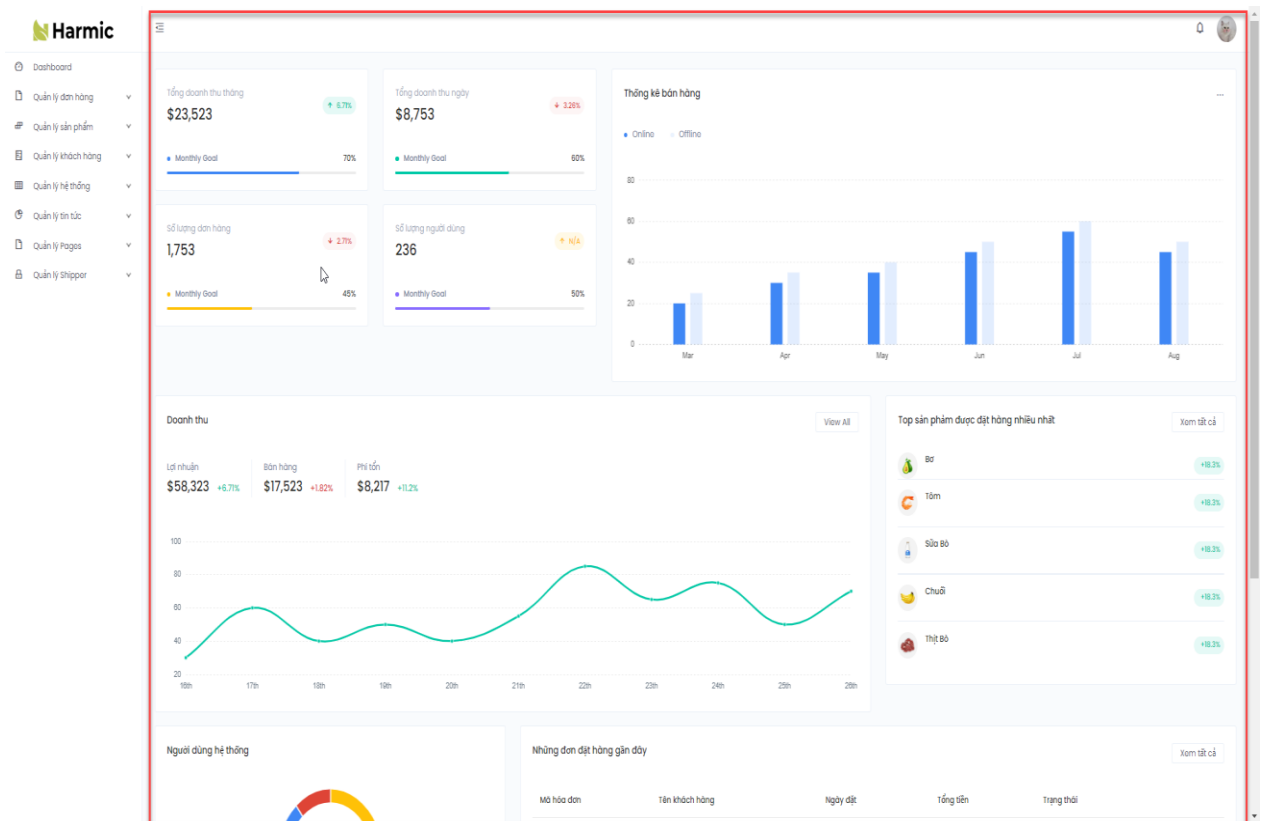 Harmic
Dashboard
Quản lý đơn hàng
Quản lý sản phẩm
Quản lý khách hàng
Quản lý hệ thống
Quản lý tin tức
Quản lý Pages
Quản lý Shipper
Tổng doanh thu tháng
$23,523
6.71%
Monthly Goal 70%
Tổng doanh thu ngày
$8,753
3.26%
Monthly Goal 60%
Số lượng đơn hàng
1,753
2.71%
Monthly Goal 45%
Số lượng người dùng
236
N/A
Monthly Goal 50%
Thống kê bán hàng
Online Offline
80
60
40
20
0
Mar Apr May Jun Jul Aug
Doanh thu
View All
Lợi nhuận Bán hàng Phí tổn
$58,323 +6.71% $17,523 +1.82% $8,217 +11.2%
100
80
60
40
20
16th 17th 18th 19th 20th 21th 22th 23th 24th 25th 26th
Top sản phẩm được đặt hàng nhiều nhất
Xem tất cả
Bơ +18.3%
Tôm +18.3%
Sữa Bò +18.3%
Chuối +18.3%
Thịt Bò +18.3%
Người dùng hệ thống
Những đơn đặt hàng gần đây
Xem tất cả
Mã hóa đơn Tên khách hàng Ngày đặt Tổng tiền Trạng thái